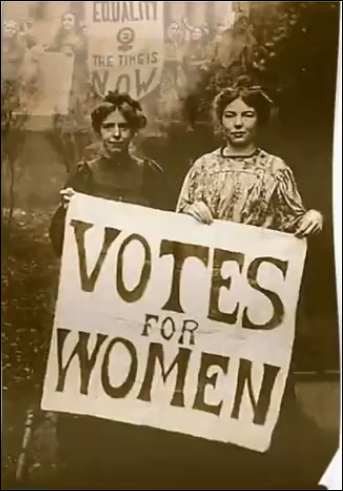 EQUALITY
THE TIME IS
NOW
VOTES
FOR
WOMEN